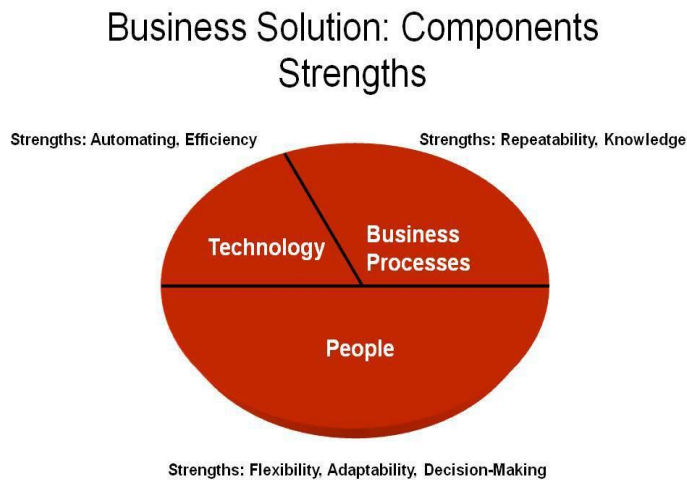 Business Solution: Components
Strengths
Strengths: Automating, Efficiency
Strengths: Repeatability, Knowledge
Technology
Business
Processes
People
Strengths: Flexibility, Adaptability, Decision-Making